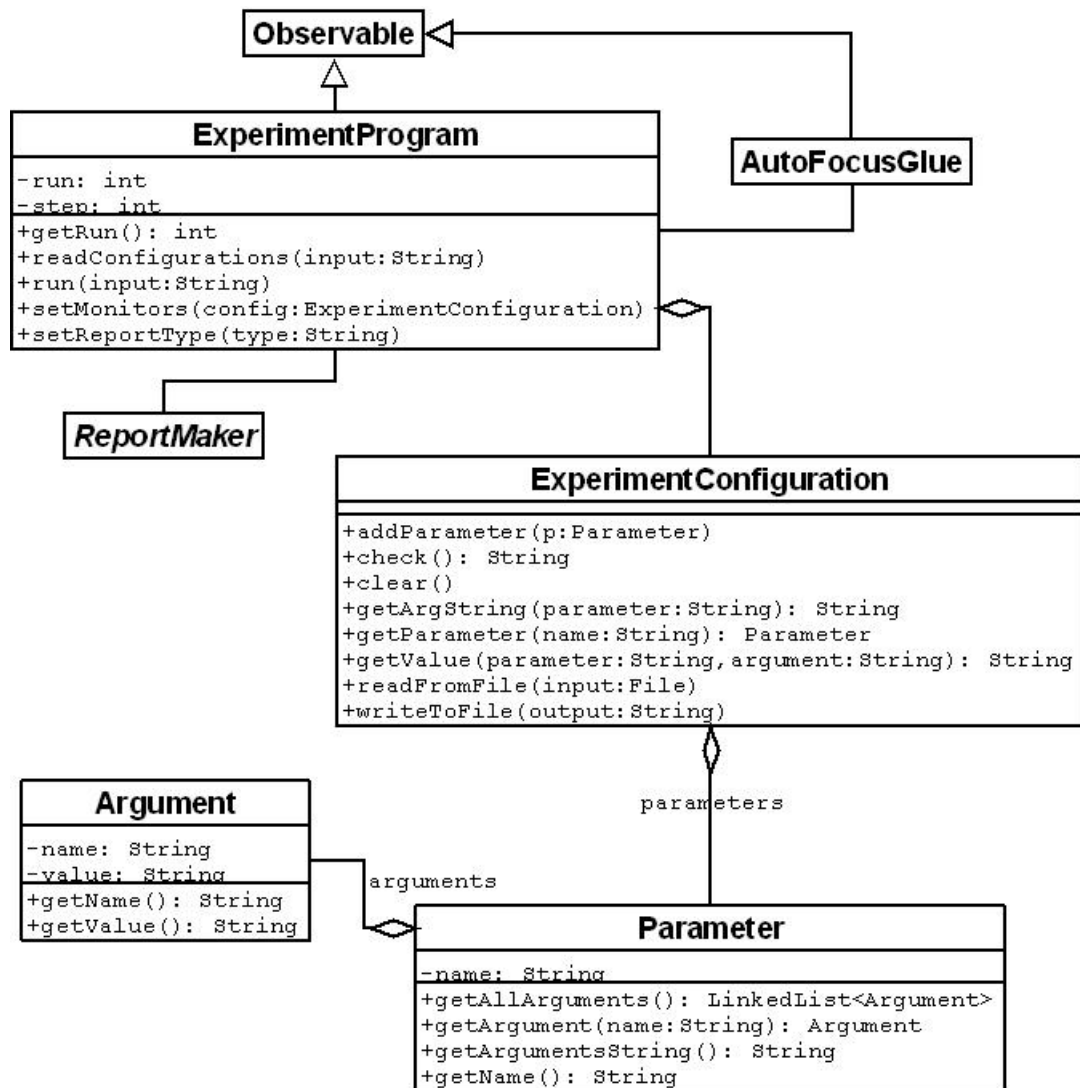 Observable
ExperimentProgram
-run: int
-step: int
+getRun(): int
+readConfigurations(input:String)
+run(input:String)
+setMonitors(config:ExperimentConfiguration)
+setReportType(type:String)
AutoFocusGlue
ReportMaker
ExperimentConfiguration
+addParameter(p:Parameter)
+check(): String
+clear()
+getArgString(parameter:String): String
+getParameter(name:String): Parameter
+getValue(parameter:String,argument:String): String
+readFromFile(input:File)
+writeToFile(output:String)
parameters
Argument
-name: String
-value: String
+getName(): String
+getValue(): String
arguments
Parameter
-name: String
+getAllArguments(): LinkedList<Argument>
+getArgument(name:String): Argument
+getArgumentsString(): String
+getName(): String